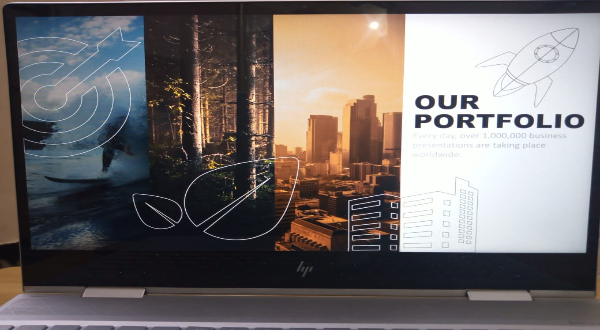 OUR
PORTFOLIO
Every day, over 1,000,000 business
presentations are taking place
worldwide.
hp